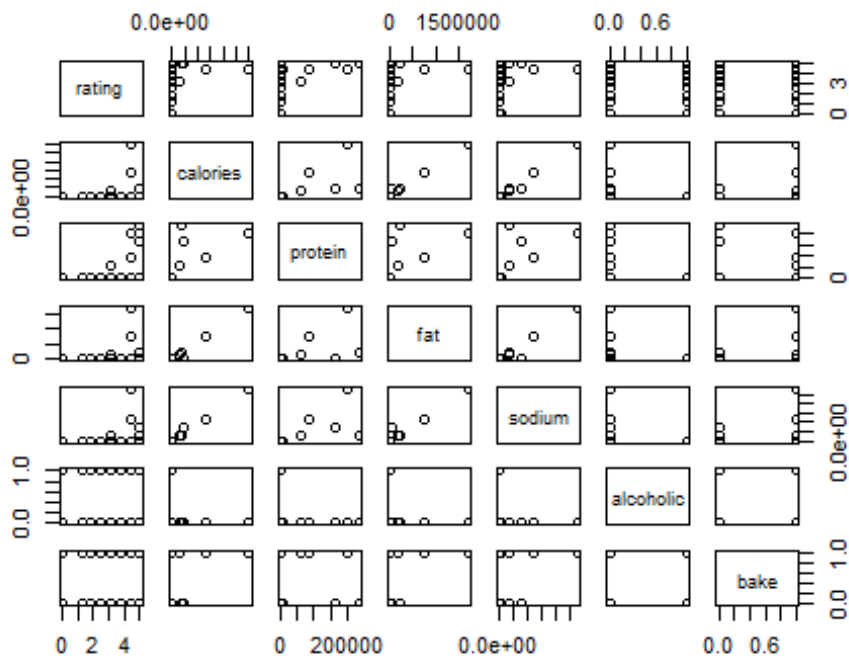 0.0e+00 0 1500000 0.0 0.6
rating 0 3
0.0e+00 calories
protein 0
0 fat
sodium 0.0e+00
0.0 1.0 alcoholic
bake 0.0 1.0
0 2 4 0 200000 0.0e+00 0.0 0.6